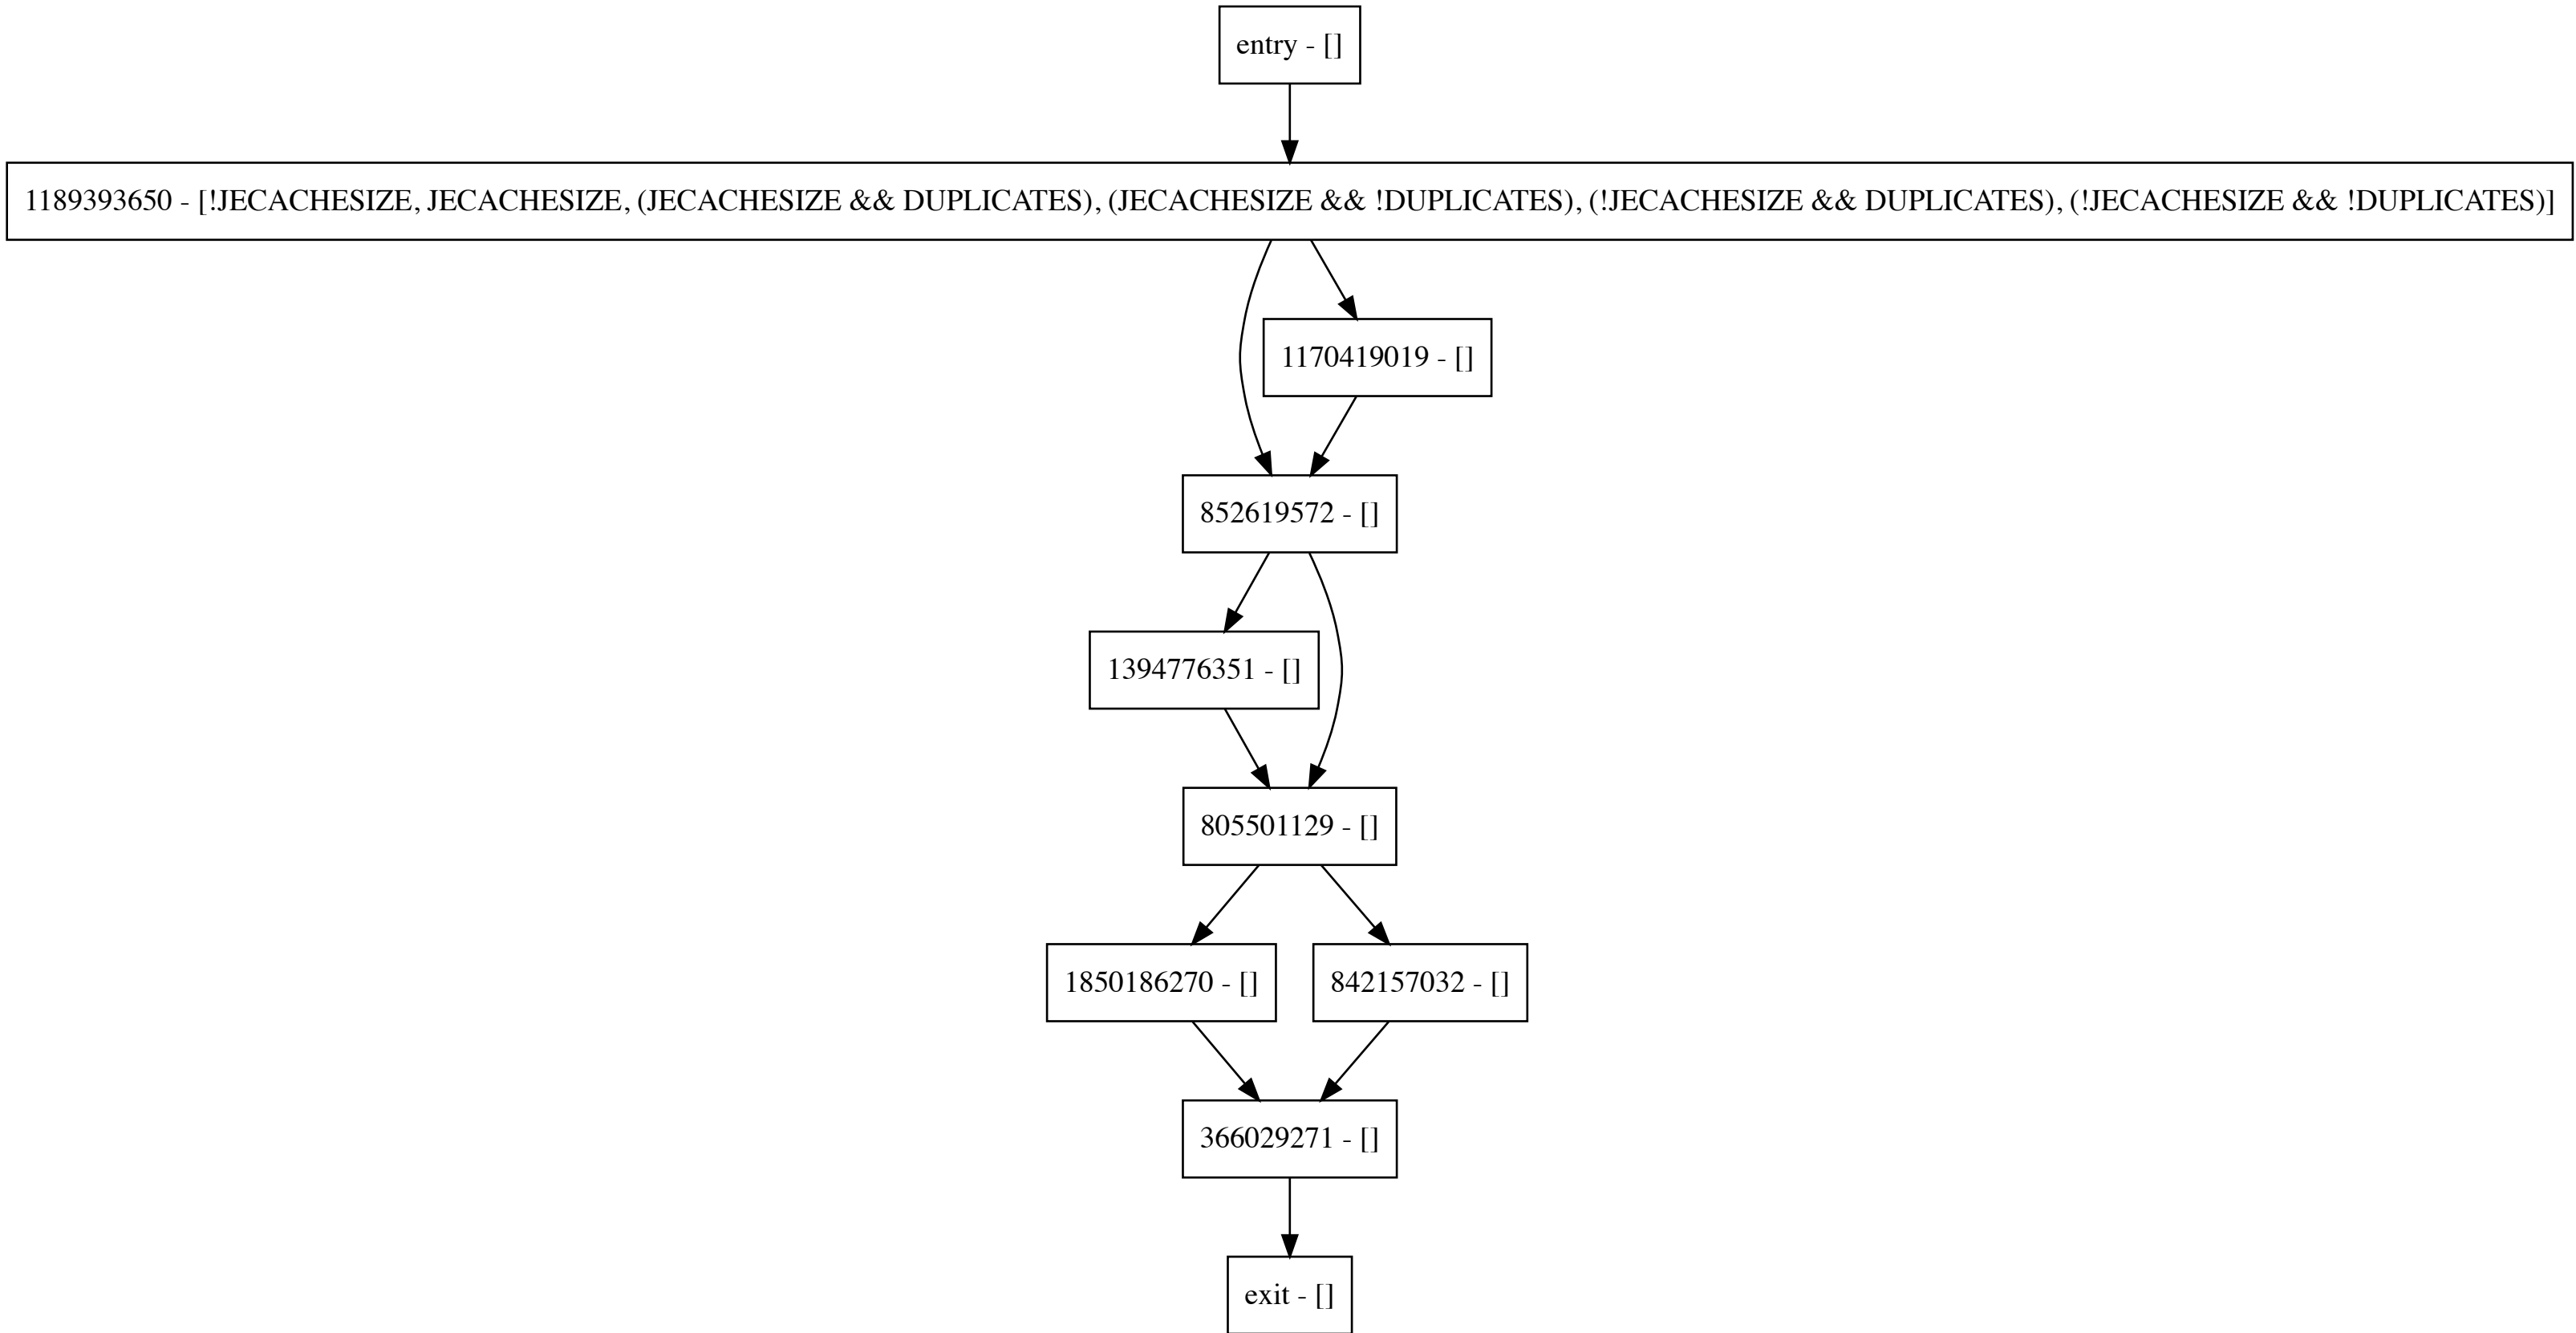 entry - []
1189393650 - [!JECACHESIZE, JECACHESIZE, (JECACHESIZE && DUPLICATES), (JECACHESIZE && !DUPLICATES), (!JECACHESIZE && DUPLICATES), (!JECACHESIZE && !DUPLICATES)]
1170419019 - []
852619572 - []
1394776351 - []
805501129 - []
1850186270 - []
842157032 - []
366029271 - []
exit - []